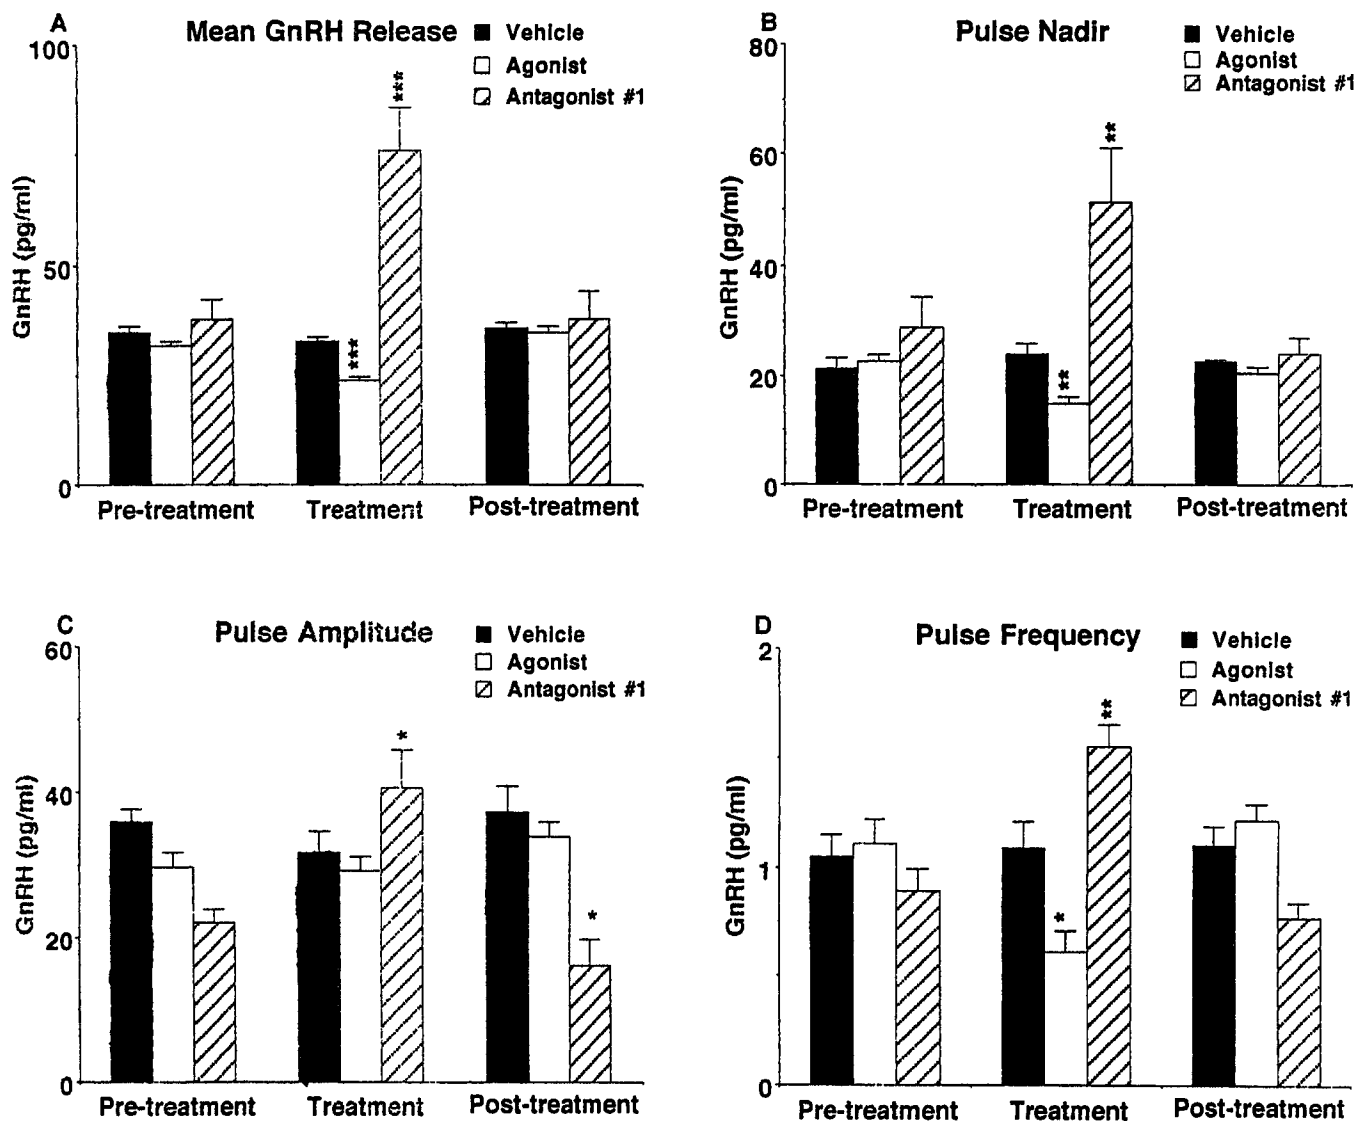 A
Mean GnRH Release
Vehicle
Agonist
Antagonist #1
100
50
0
GnRH (pg/ml)
***
***
Pre-treatment
Treatment
Post-treatment
B
Pulse Nadir
Vehicle
Agonist
Antagonist #1
80
60
40
20
0
GnRH (pg/ml)
**
**
Pre-treatment
Treatment
Post-treatment
C
Pulse Amplitude
Vehicle
Agonist
Antagonist #1
60
40
20
0
GnRH (pg/ml)
*
*
Pre-treatment
Treatment
Post-treatment
D
Pulse Frequency
Vehicle
Agonist
Antagonist #1
2
1
0
GnRH (pg/ml)
*
**
Pre-treatment
Treatment
Post-treatment